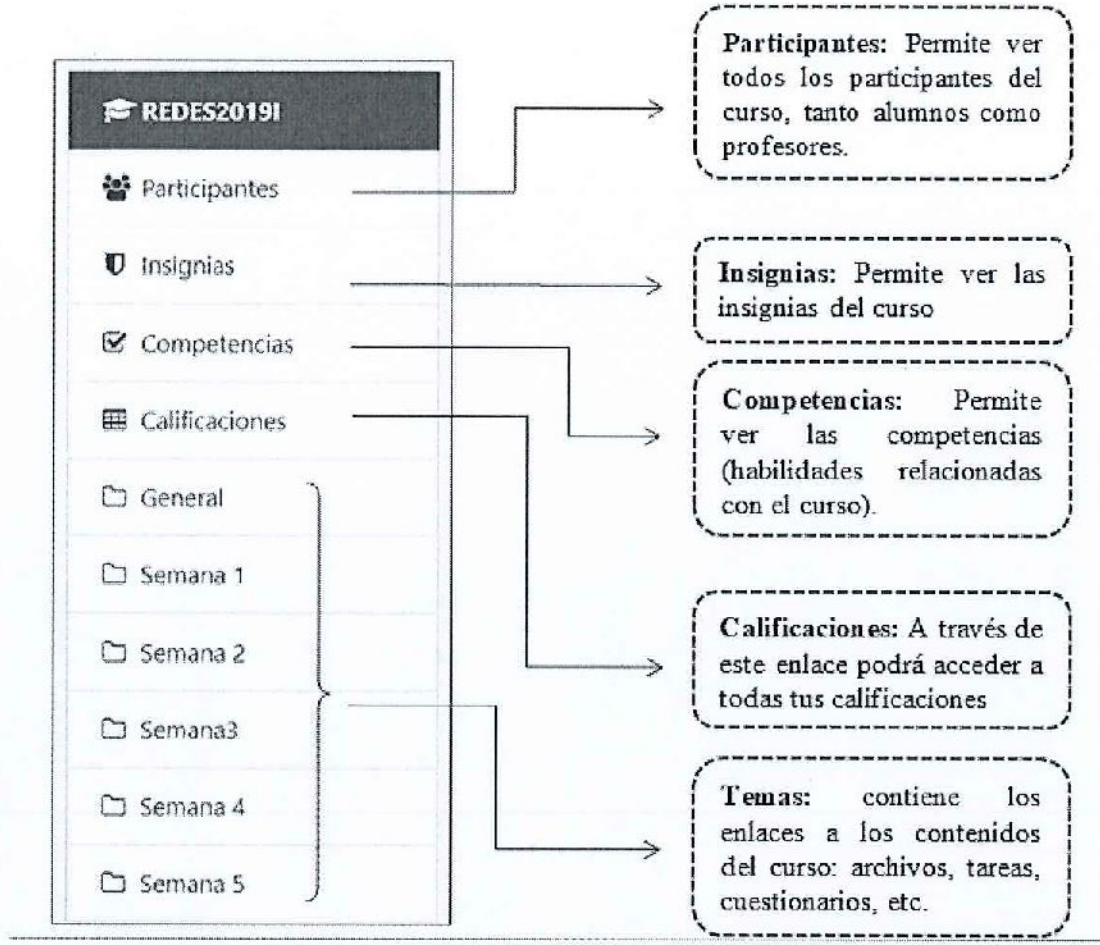 REDES2019I
Participantes
Insignias
Competencias
Calificaciones
General
Semana 1
Semana 2
Semana3
Semana 4
Semana 5
Participantes: Permite ver
todos los participantes del
curso, tanto alumnos como
profesores.
Insignias: Permite ver las
insignias del curso
Competencias: Permite
ver las competencias
(habilidades relacionadas
con el curso).
Calificaciones: A través de
este enlace podrá acceder a
todas tus calificaciones
Temas: contiene los
enlaces a los contenidos
del curso: archivos, tareas,
cuestionarios, etc.